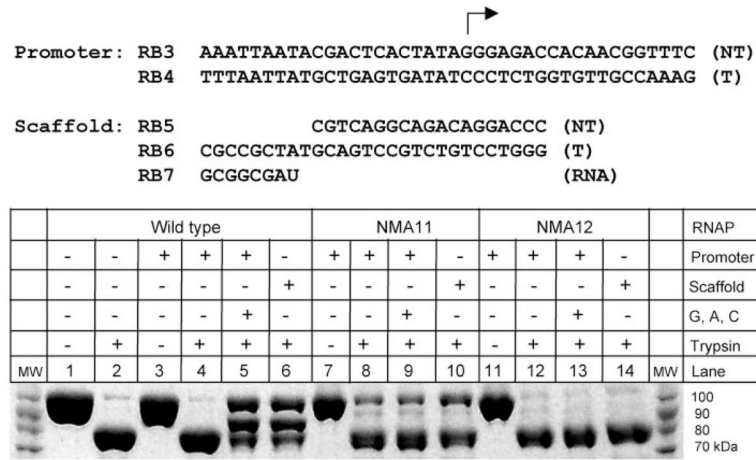 Promoter: RB3 AAATTAATACGACTCACTATAGGGAGACCACAACGGTTTC (NT)
RB4 TTTAATTATGCTGAGTGATATCCCTCTGGTGTTGCCAAAG (T)
Scaffold: RB5 CGTCAGGCAGACAGGACCC (NT)
RB6 CGCCGCTATGCAGTCCGTCTGTCCTGGG (T)
RB7 GCGGCGAU (RNA)
Wild type NMA11 NMA12 RNAP
- - + + + - + + + - + + + - Promoter
- - - - - + - - - + - - - + Scaffold
- - - - + - - - + - - - + - G, A, C
- + - + + + - + + + - + + + Trypsin
MW 1 2 3 4 5 6 7 8 9 10 11 12 13 14 MW Lane
100
90
80
70 kDa